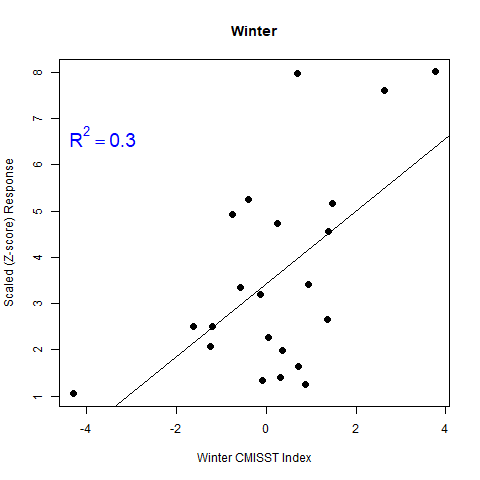 Winter
8
7
6
5
4
3
2
1
R² = 0.3
Scaled (Z-score) Response
-4 -2 0 2 4
Winter CMISST Index